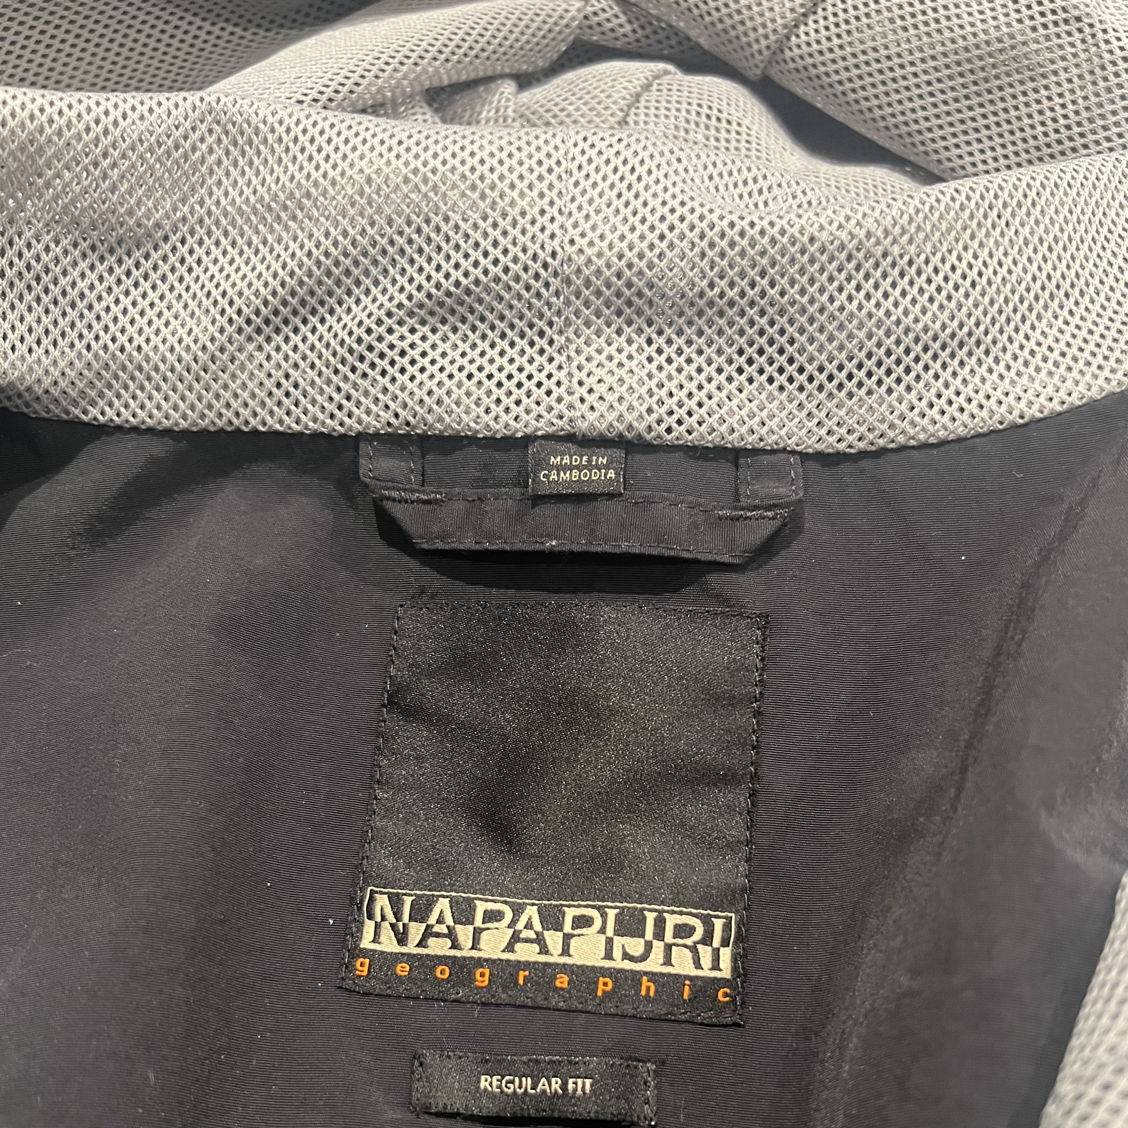 MADE IN
CAMBODIA
NAPAPIJRI
geographic
REGULAR FIT